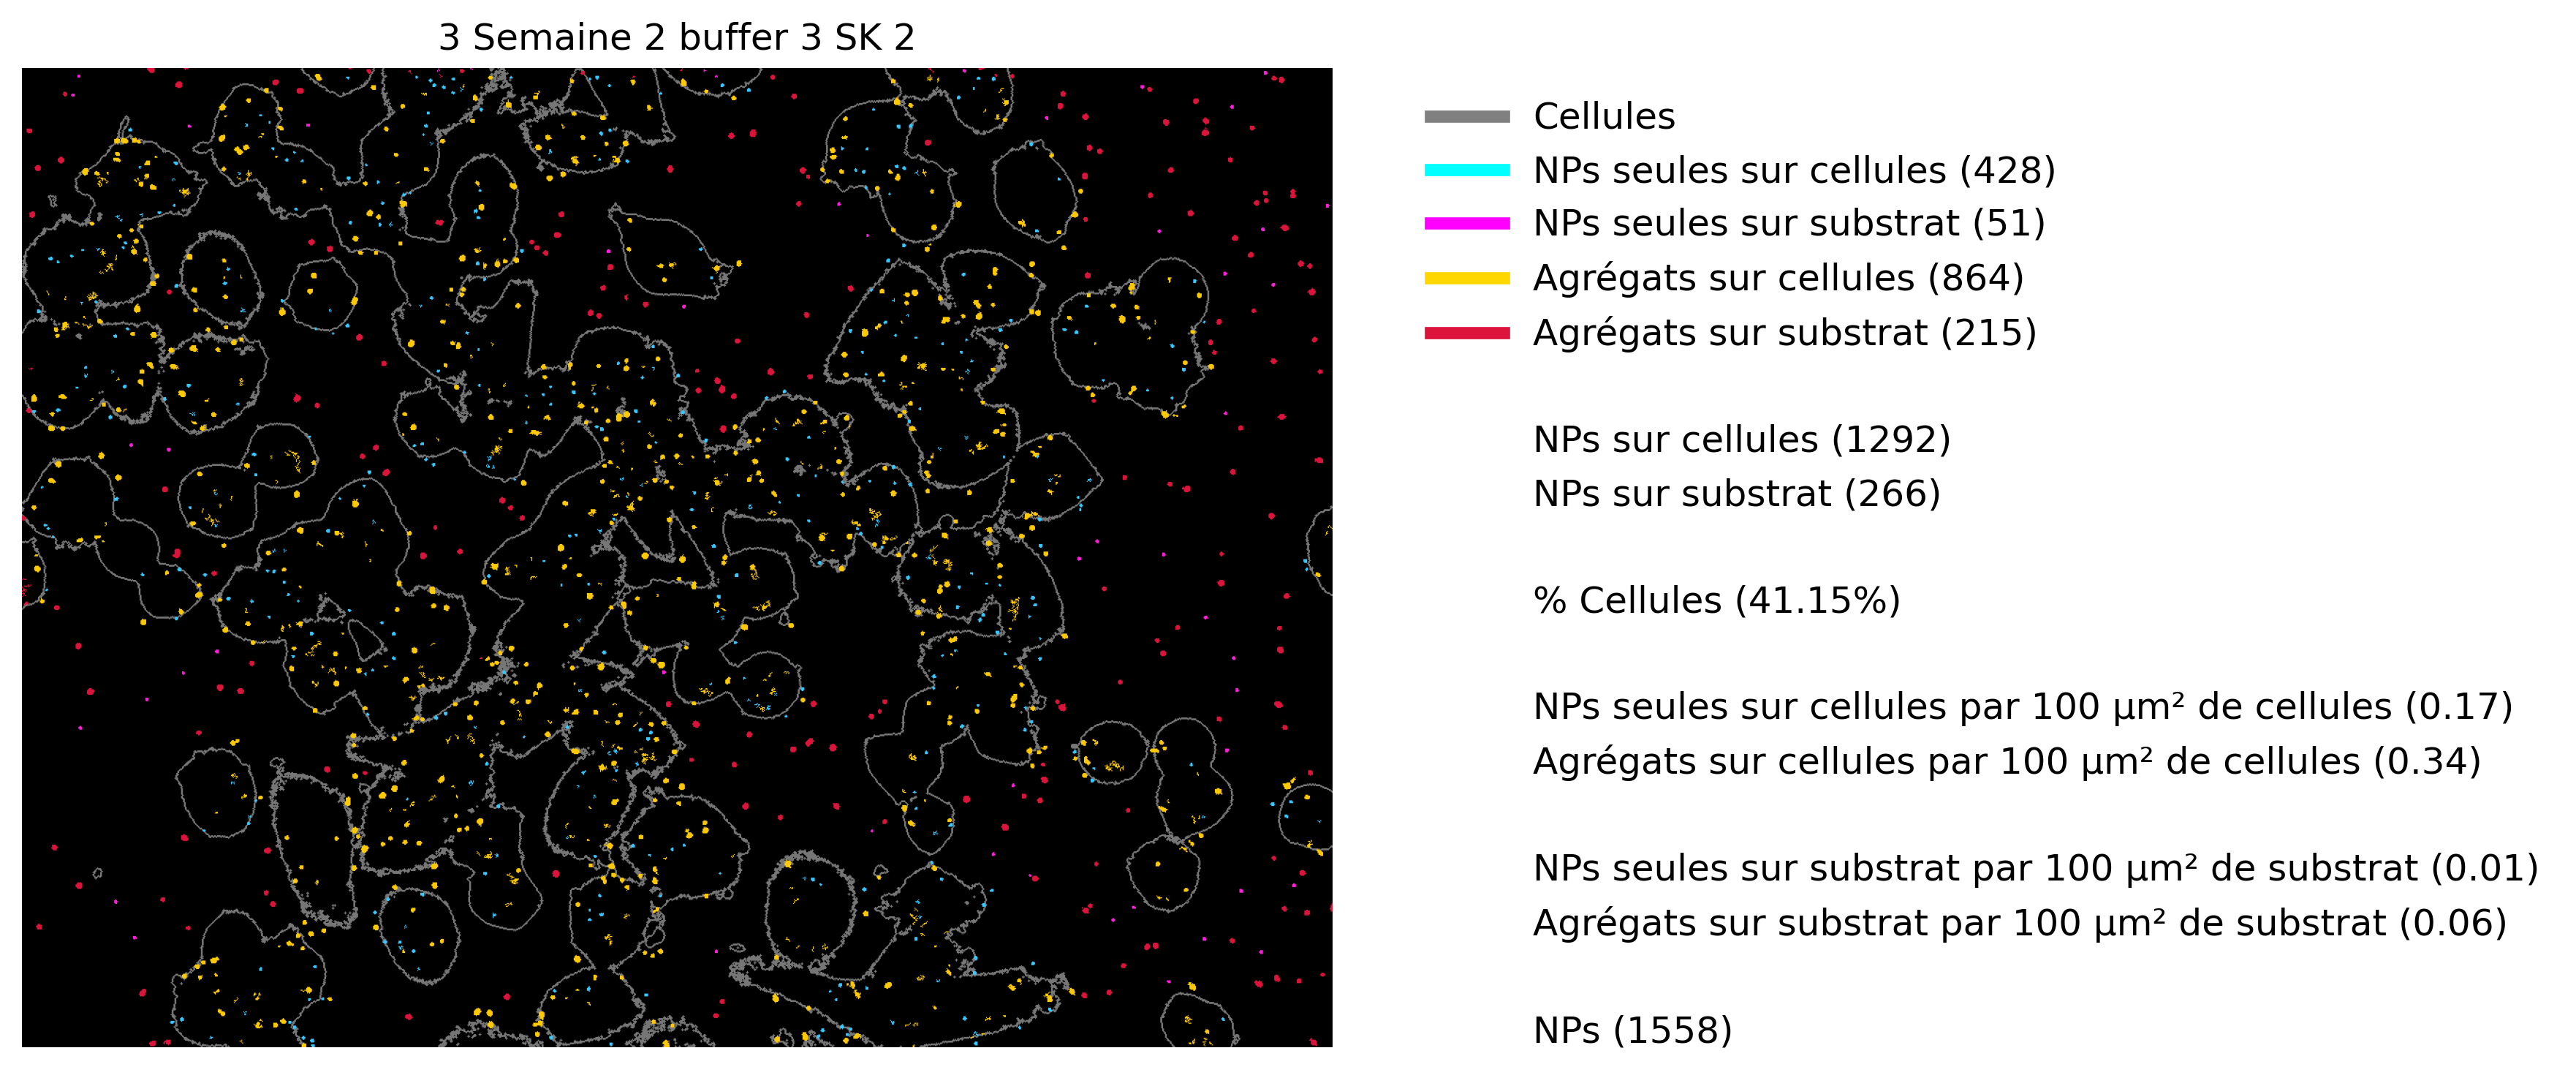 3 Semaine 2 buffer 3 SK 2
Cellules
NPs seules sur cellules (428)
NPs seules sur substrat (51)
Agrégats sur cellules (864)
Agrégats sur substrat (215)
NPs sur cellules (1292)
NPs sur substrat (266)
% Cellules (41.15%)
NPs seules sur cellules par 100 µm² de cellules (0.17)
Agrégats sur cellules par 100 µm² de cellules (0.34)
NPs seules sur substrat par 100 µm² de substrat (0.01)
Agrégats sur substrat par 100 µm² de substrat (0.06)
NPs (1558)